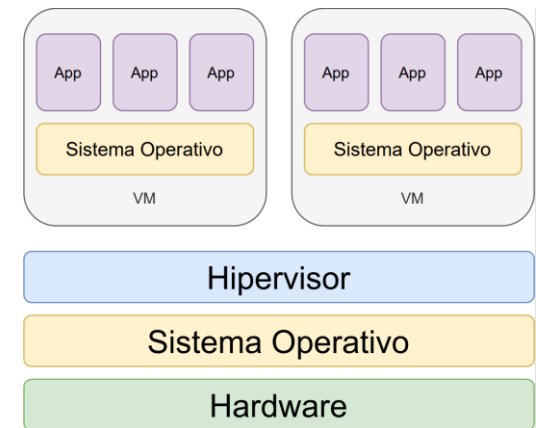 App App App
Sistema Operativo
VM
App App App
Sistema Operativo
VM
Hipervisor
Sistema Operativo
Hardware